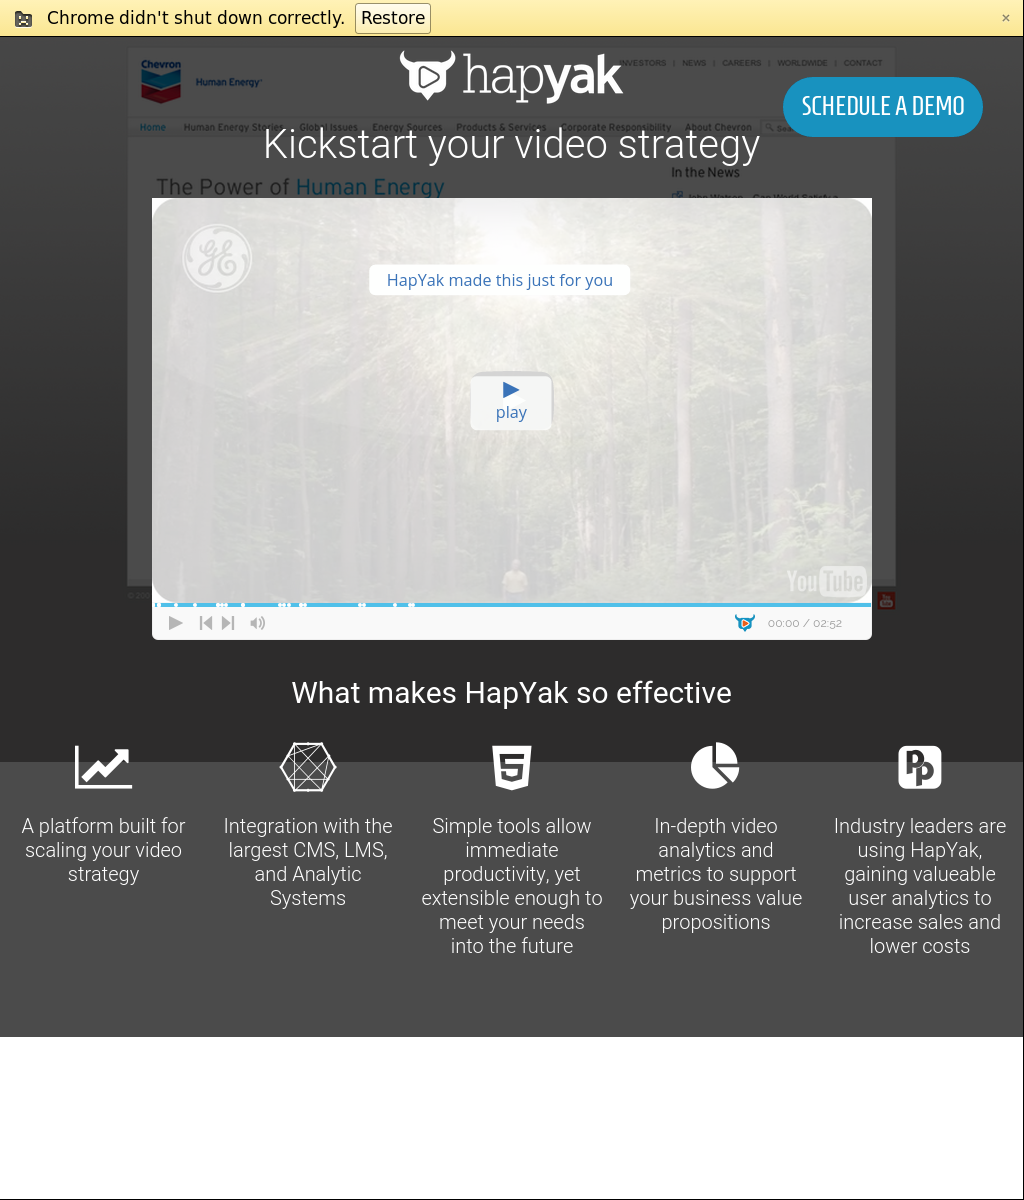 Chrome didn't shut down correctly. Restore
Chevron
Human Energy
INVESTORS | NEWS | CAREERS | WORLDWIDE | CONTACT
hapyak
SCHEDULE A DEMO
Home Human Energy Stories Global Issues Energy Sources Products & Services Corporate Responsibility About Chevron
Kickstart your video strategy
The Power of Human Energy
In the News
GE
HapYak made this just for you
play
YouTube
00:00 / 02:52
You Tube
What makes HapYak so effective
A platform built for
scaling your video
strategy
Integration with the
largest CMS, LMS,
and Analytic
Systems
5
Simple tools allow
immediate
productivity, yet
extensible enough to
meet your needs
into the future
In-depth video
analytics and
metrics to support
your business value
propositions
PP
Industry leaders are
using HapYak,
gaining valueable
user analytics to
increase sales and
lower costs